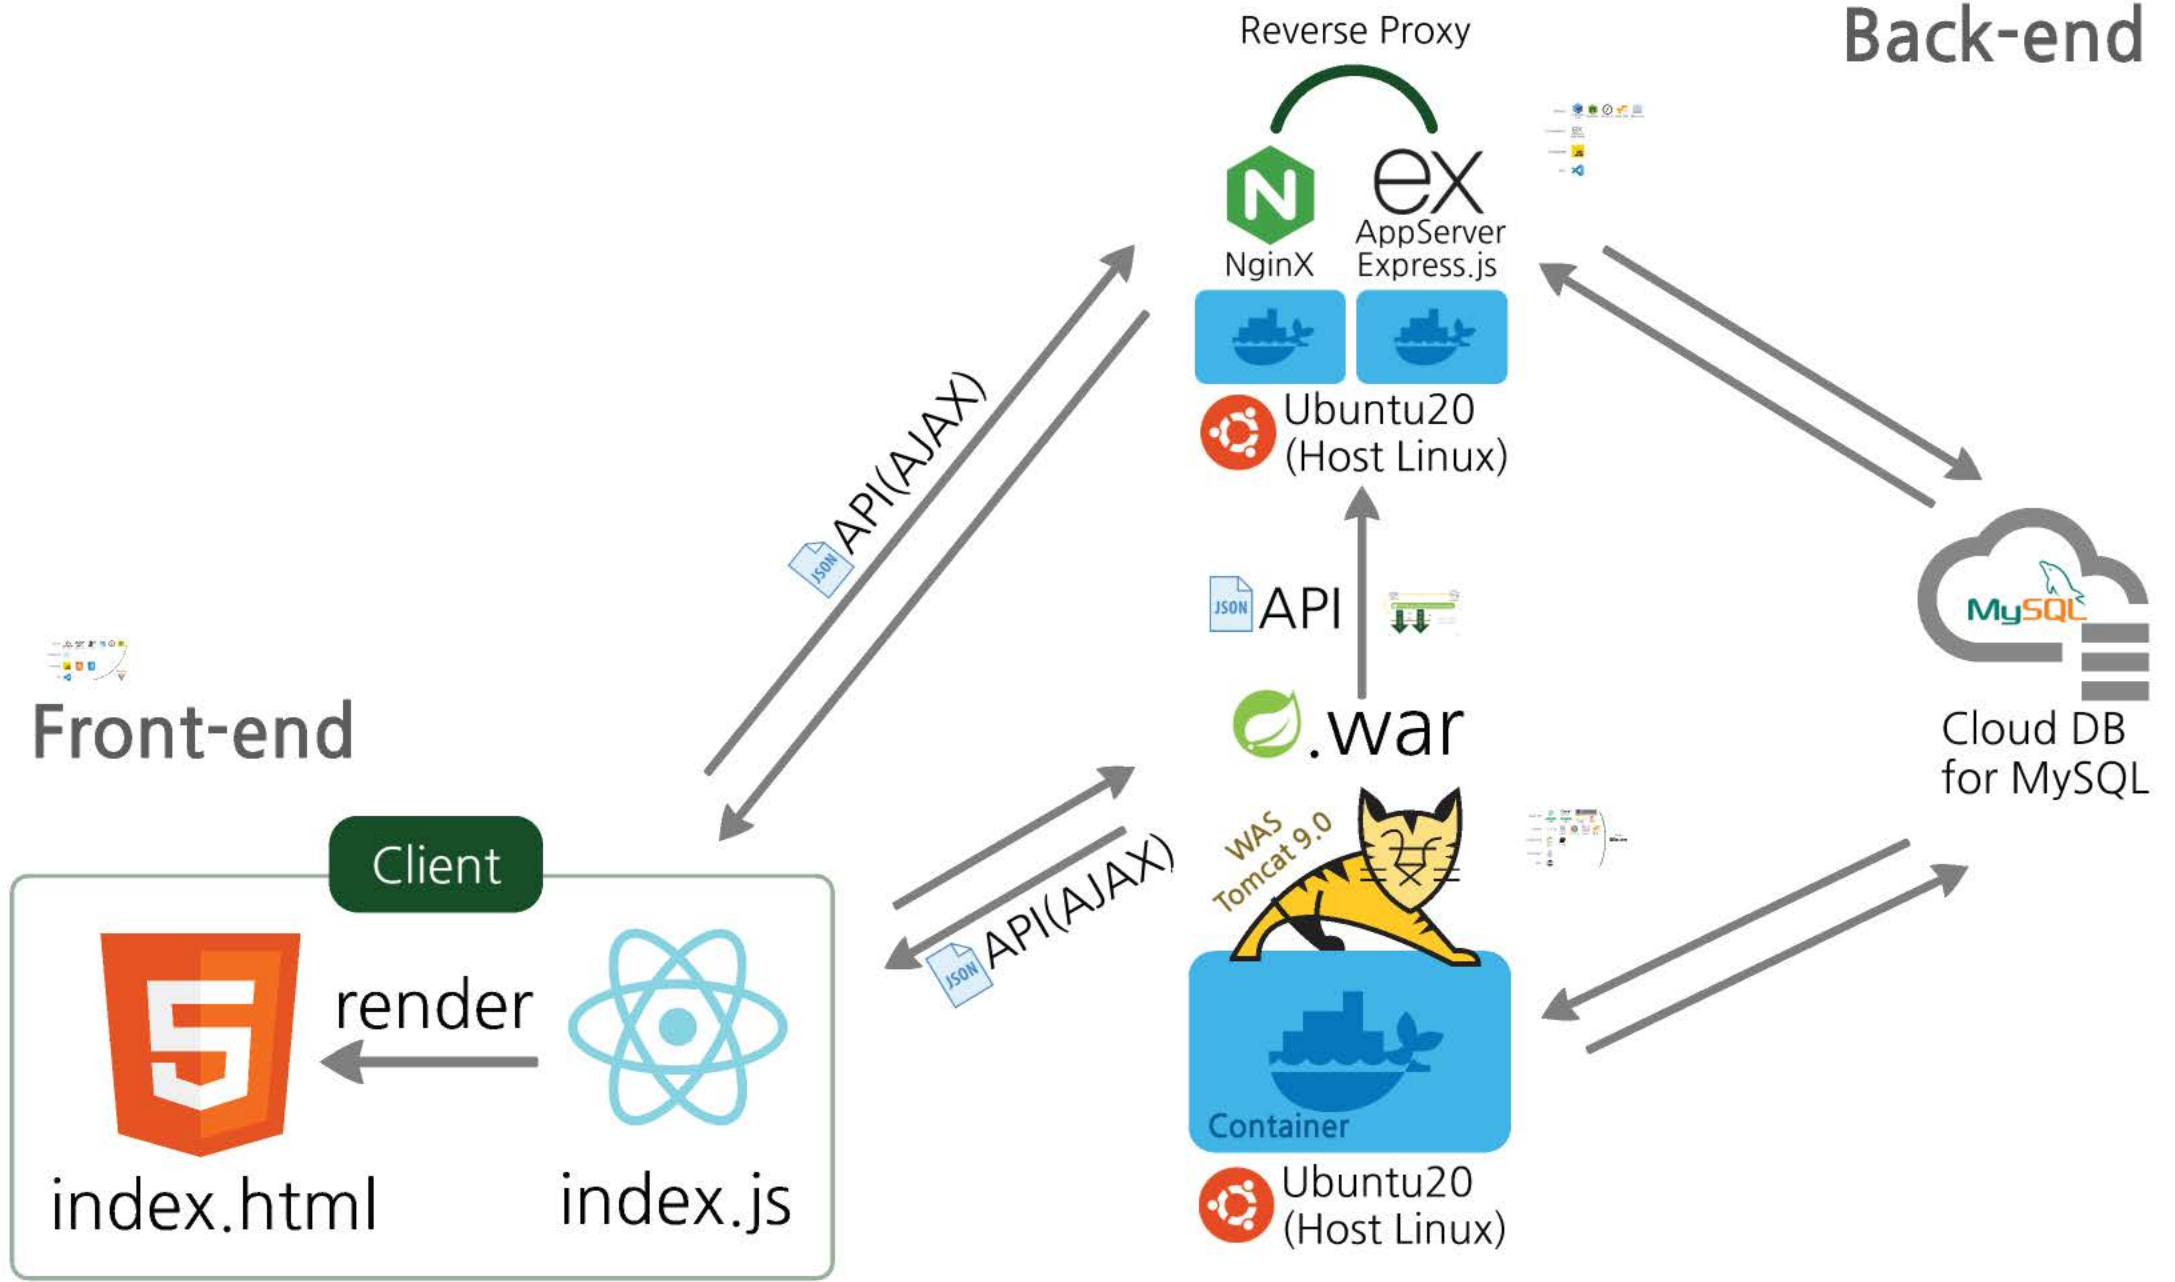 Reverse Proxy
Back-end
NginX
ex
AppServer
Express.js
Ubuntu20
(Host Linux)
API(AJAX)
JSON
JSON
API
MySQL
Cloud DB
for MySQL
.war
Front-end
WAS
Tomcat 9.0
API(AJAX)
JSON
Client
render
5
index.html
index.js
Container
Ubuntu20
(Host Linux)